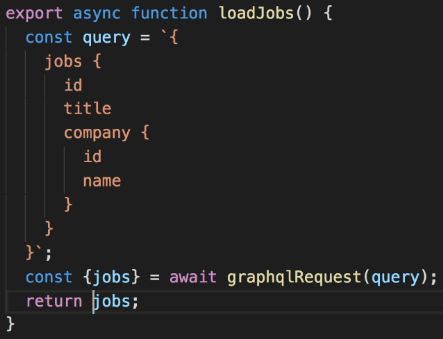 export async function loadJobs() {
  const query = `{
    jobs {
      id
      title
      company {
        id
        name
      }
    }
  }`;
  const {jobs} = await graphqlRequest(query);
  return jobs;
}